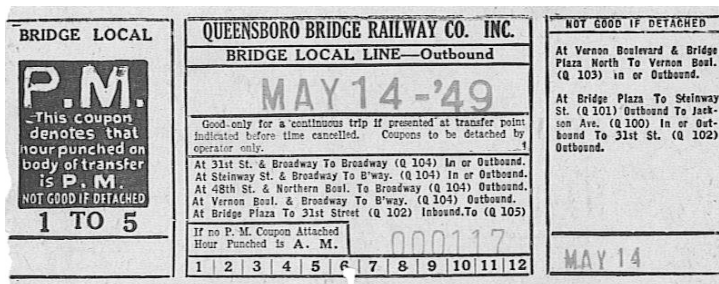 BRIDGE LOCAL
P.M.
This coupon
denotes that
hour punched on
body of transfer
is P. M.
NOT GOOD IF DETACHED
1 TO 5
QUEENSBORO BRIDGE RAILWAY CO. INC.
BRIDGE LOCAL LINE—Outbound
MAY 14-'49
Good only for a continuous trip if presented at transfer point
indicated before time cancelled. Coupons to be detached by
operator only. 1
At 31st St. & Broadway To Broadway (Q 104) In or Outbound.
At Steinway St. & Broadway To B'way. (Q 104) In or Outbound.
At 48th St. & Northern Boul. To Broadway (Q 104) Outbound.
At Vernon Boul. & Broadway To B'way. (Q 104) Outbound.
At Bridge Plaza To 31st Street (Q 102) Inbound.To (Q 105)
If no P. M. Coupon Attached
Hour Punched is A. M.
000117
1 2 3 4 5 6 7 8 9 10 11 12
NOT GOOD IF DETACHED
At Vernon Boulevard & Bridge
Plaza North To Vernon Boul.
(Q 103) in or Outbound.
At Bridge Plaza To Steinway
St. (Q 101) Outbound To Jack-
son Ave. (Q 100) In or Out-
bound To 31st St. (Q 102)
Outbound.
MAY 14